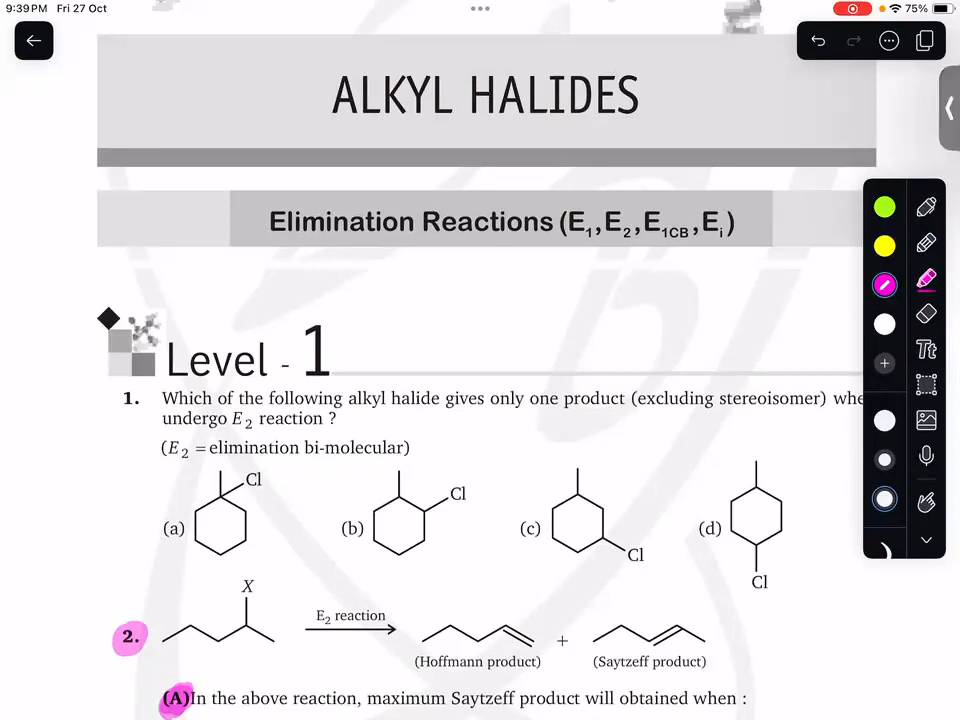 9:39 PM Fri 27 Oct
75%
ALKYL HALIDES
Elimination Reactions (E1, E2, E1CB, Ei)
Level - 1
1. Which of the following alkyl halide gives only one product (excluding stereoisomer) whe
undergo E2 reaction ?
(E2 = elimination bi-molecular)
(a) Cl (b) Cl (c) Cl (d) Cl
X
2. E2 reaction +
(Hoffmann product) (Saytzeff product)
(A) In the above reaction, maximum Saytzeff product will obtained when :
Tt